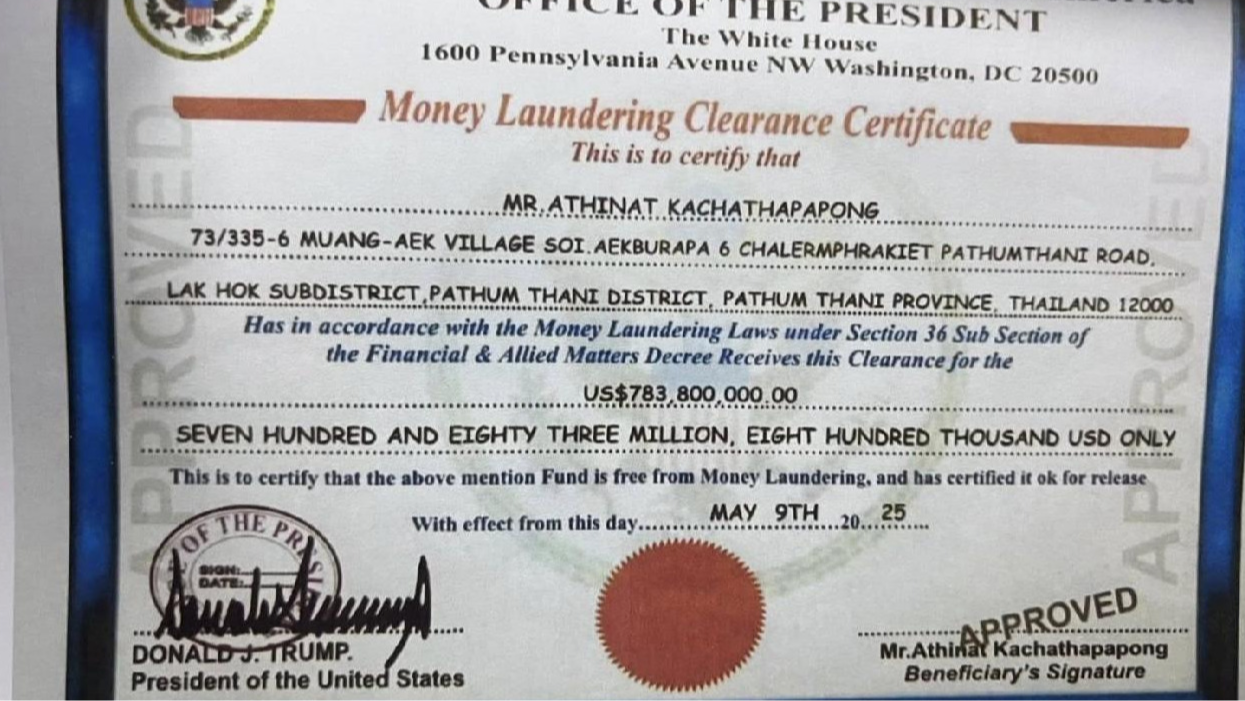 OFFICE OF THE PRESIDENT
The White House
1600 Pennsylvania Avenue NW Washington, DC 20500
Money Laundering Clearance Certificate
This is to certify that
MR.ATHINAT KACHATHAPAPONG
73/335-6 MUANG-AEK VILLAGE SOI.AEKBURAPA 6 CHALERMPHRAKIET PATHUMTHANI ROAD,
LAK HOK SUBDISTRICT,PATHUM THANI DISTRICT, PATHUM THANI PROVINCE, THAILAND 12000
Has in accordance with the Money Laundering Laws under Section 36 Sub Section of
the Financial & Allied Matters Decree Receives this Clearance for the
US$783,800,000.00
SEVEN HUNDRED AND EIGHTY THREE MILLION, EIGHT HUNDRED THOUSAND USD ONLY
This is to certify that the above mention Fund is free from Money Laundering, and has certified it ok for release
With effect from this day..........MAY 9TH...20...25.....
OF THE PRESI
SIGN:
DATE:
DONALD J. TRUMP.
President of the United States
APPROVED
Mr.Athinat Kachathapapong
Beneficiary's Signature
APPROVED
APPROVED